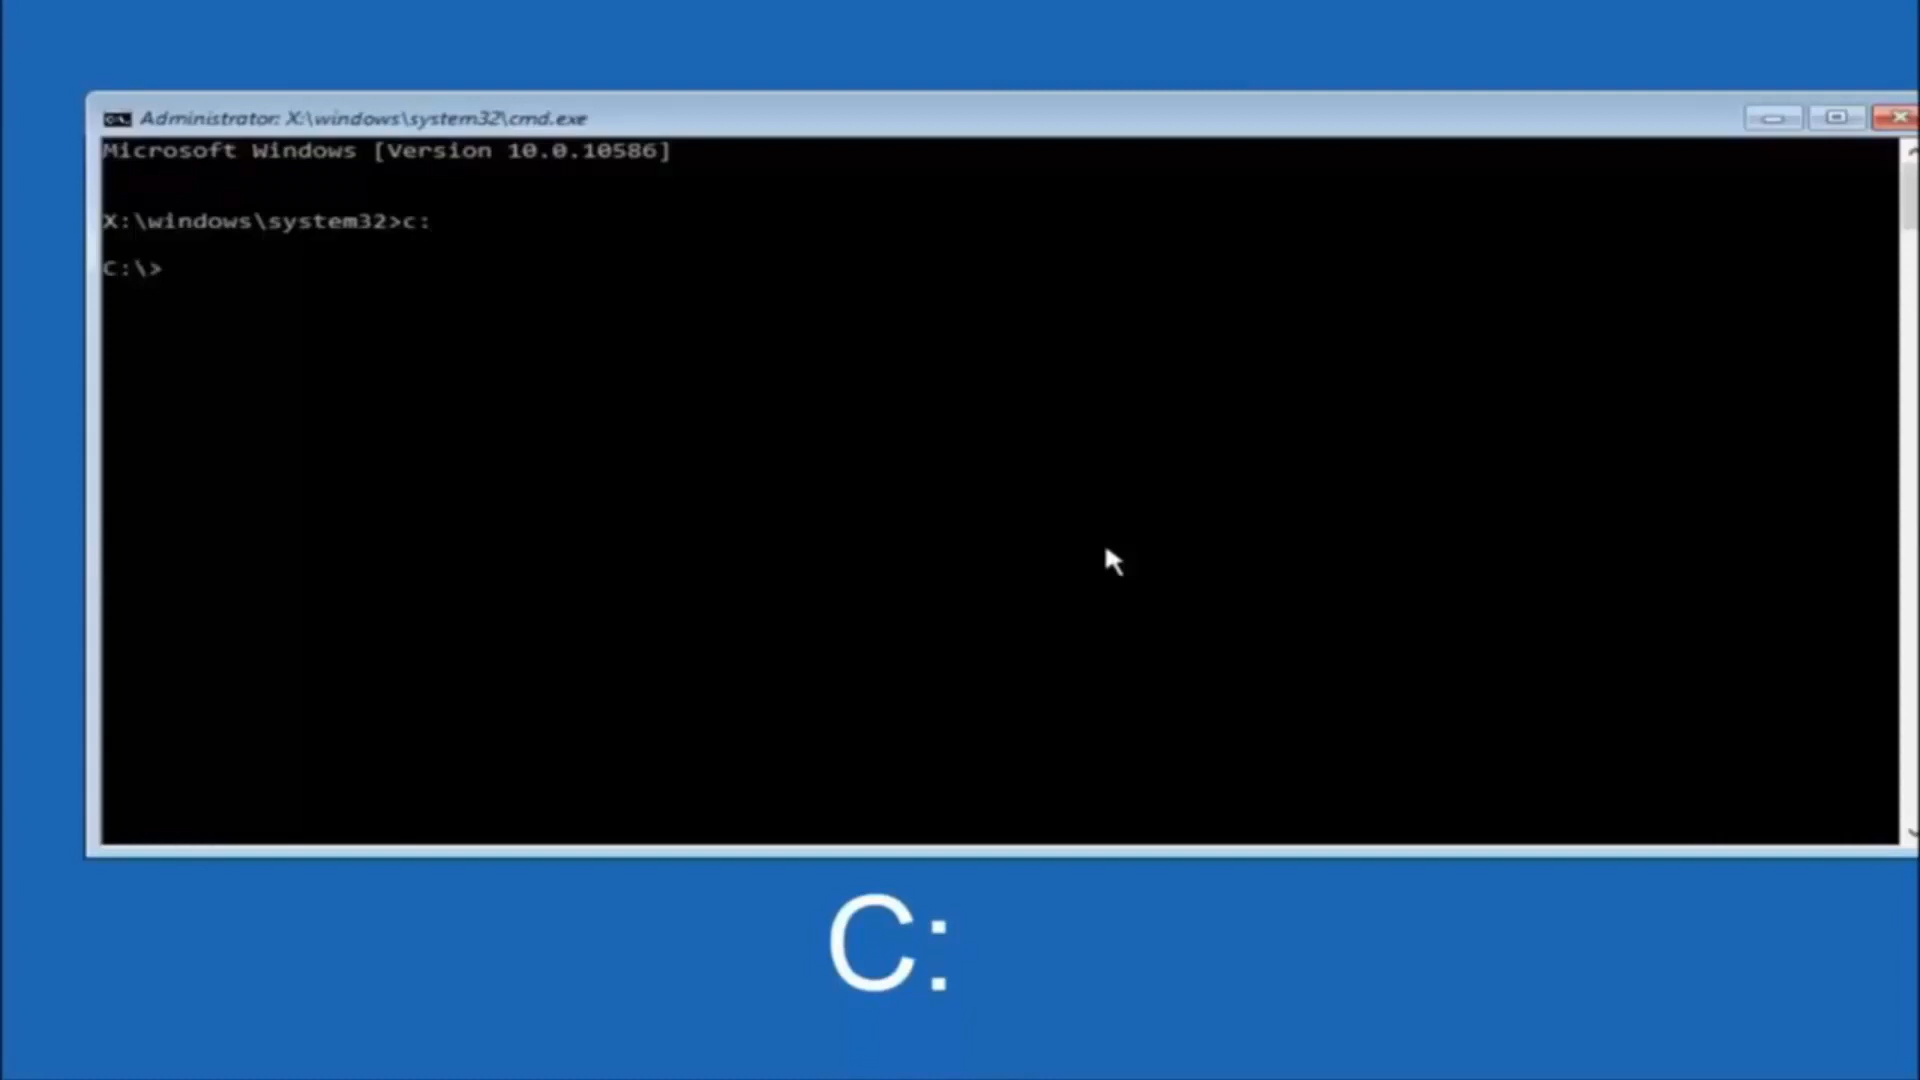 Administrator: X:\windows\system32\cmd.exe
Microsoft Windows [Version 10.0.10586]
X:\windows\system32>c:
C:\>
C: